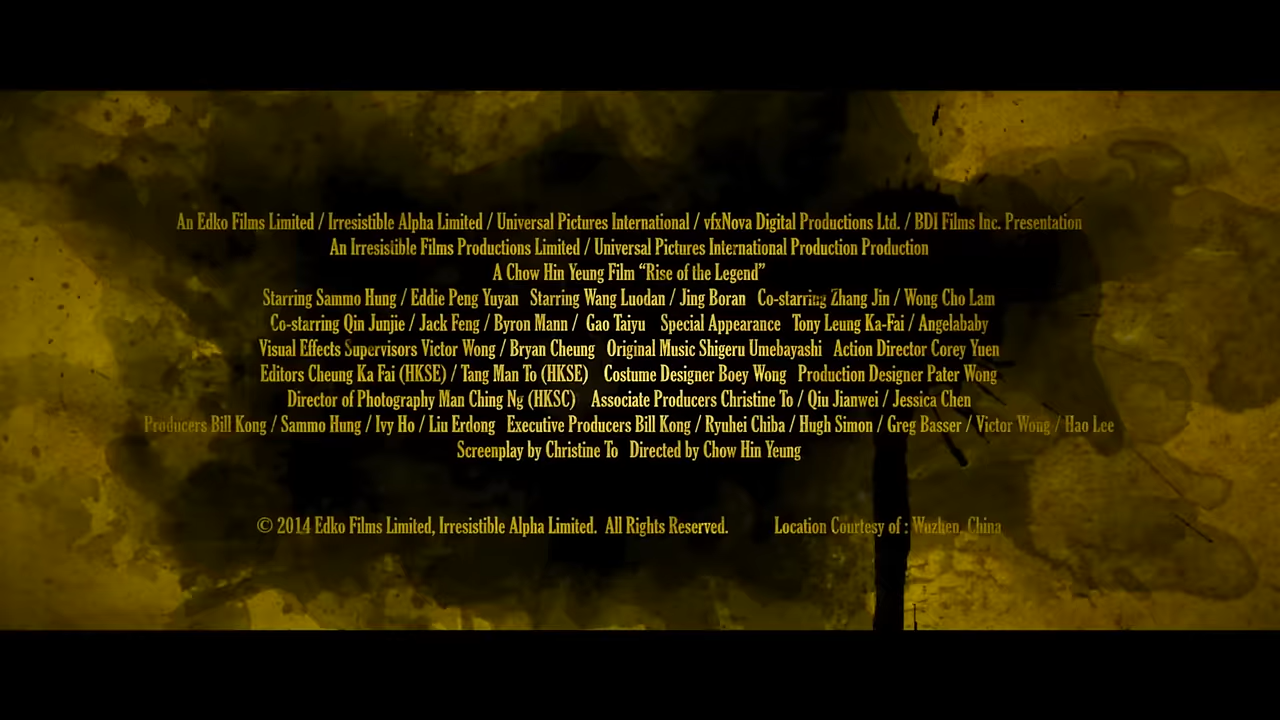 An Edko Films Limited / Irresistible Alpha Limited / Universal Pictures International / vfxNova Digital Productions Ltd. / BDI Films Inc. Presentation
An Irresistible Films Productions Limited / Universal Pictures International Production Production
A Chow Hin Yeung Film “Rise of the Legend”
Starring Sammo Hung / Eddie Peng Yuyan Starring Wang Luodan / Jing Boran Co-starring Zhang Jin / Wong Cho Lam
Co-starring Qin Junjie / Jack Feng / Byron Mann / Gao Taiyu Special Appearance Tony Leung Ka-Fai / Angelababy
Visual Effects Supervisors Victor Wong / Bryan Cheung Original Music Shigeru Umebayashi Action Director Corey Yuen
Editors Cheung Ka Fai (HKSE) / Tang Man To (HKSE) Costume Designer Boey Wong Production Designer Pater Wong
Director of Photography Man Ching Ng (HKSC) Associate Producers Christine To / Qiu Jianwei / Jessica Chen
Producers Bill Kong / Sammo Hung / Ivy Ho / Liu Erdong Executive Producers Bill Kong / Ryuhei Chiba / Hugh Simon / Greg Basser / Victor Wong / Hao Lee
Screenplay by Christine To Directed by Chow Hin Yeung
© 2014 Edko Films Limited, Irresistible Alpha Limited. All Rights Reserved. Location Courtesy of : Wuzhen, China